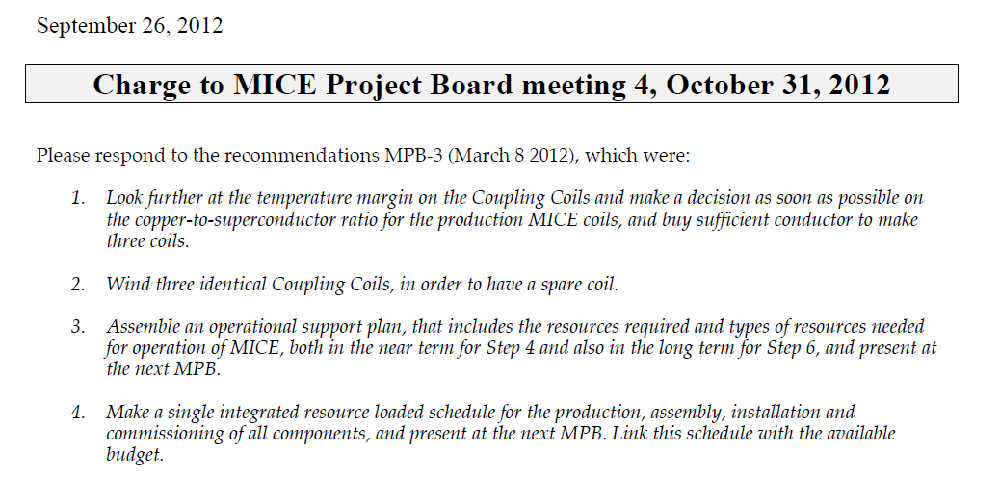 September 26, 2012
Charge to MICE Project Board meeting 4, October 31, 2012
Please respond to the recommendations MPB-3 (March 8 2012), which were:
1. Look further at the temperature margin on the Coupling Coils and make a decision as soon as possible on
the copper-to-superconductor ratio for the production MICE coils, and buy sufficient conductor to make
three coils.
2. Wind three identical Coupling Coils, in order to have a spare coil.
3. Assemble an operational support plan, that includes the resources required and types of resources needed
for operation of MICE, both in the near term for Step 4 and also in the long term for Step 6, and present at
the next MPB.
4. Make a single integrated resource loaded schedule for the production, assembly, installation and
commissioning of all components, and present at the next MPB. Link this schedule with the available
budget.